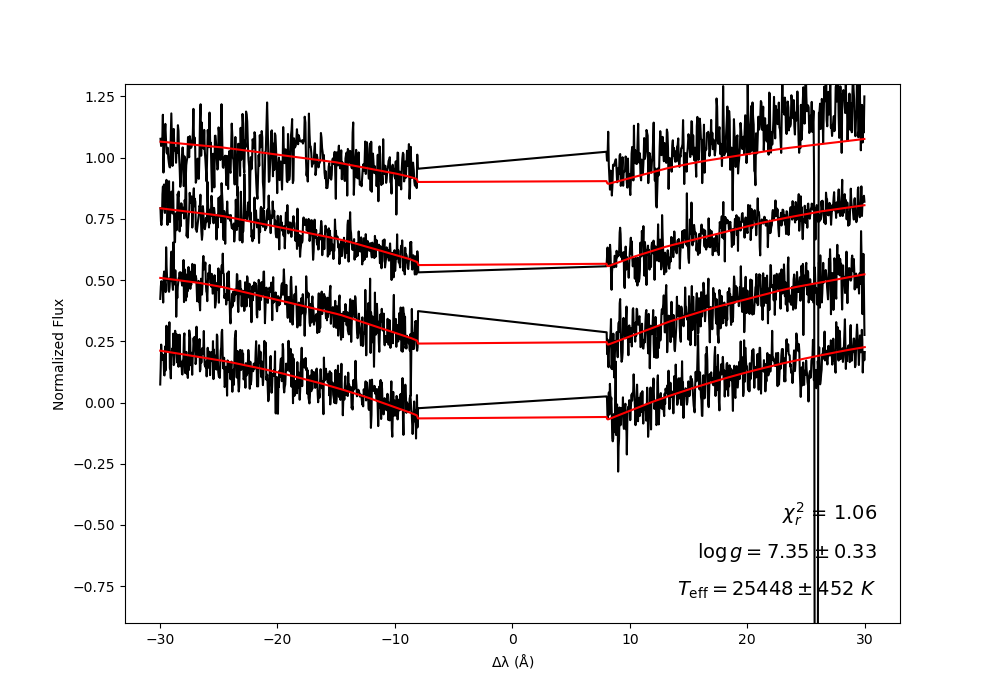 1.25
1.00
0.75
0.50
0.25
0.00
−0.25
−0.50
−0.75
Normalized Flux
χ_r^2 = 1.06
log g = 7.35 ± 0.33
T_eff = 25448 ± 452 K
−30 −20 −10 0 10 20 30
Δλ (Å)